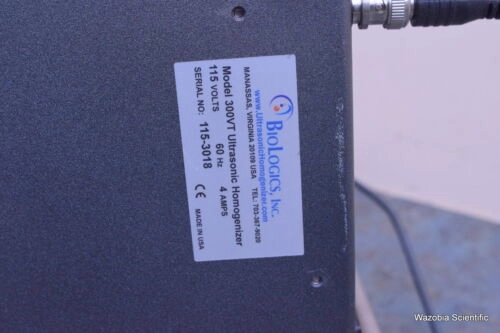 BIOLOGICS, INC.
www.UltrasonicHomogenizer.com
MANASSAS, VIRGINIA 20109 USA TEL: 703-367-9020
Model 300VT Ultrasonic Homogenizer
115 VOLTS 60 Hz 4 AMPS
SERIAL NO: 115-3018 CE MADE IN USA
Wazobia Scientific